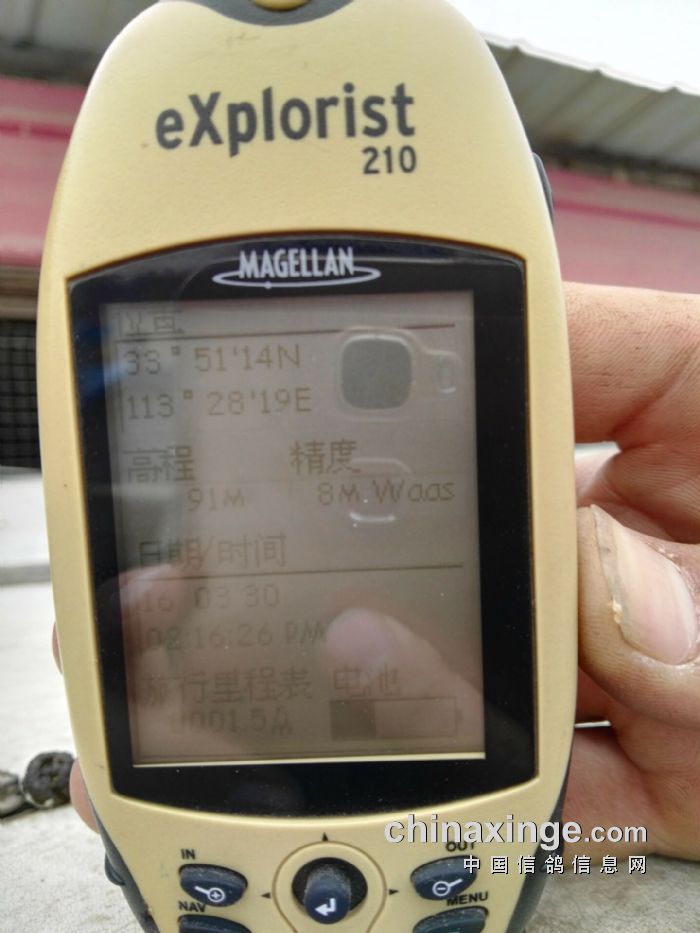 eXplorist
210
MAGELLAN
位置
33° 51'14N
113° 28'19E
高程 精度
91M 8M Waas
日期/时间
16 03 30
02:16:26 PM
旅行里程表 电池
IN
OUT
NAV
MENU
chinaxinge.com
中国信鸽信息网